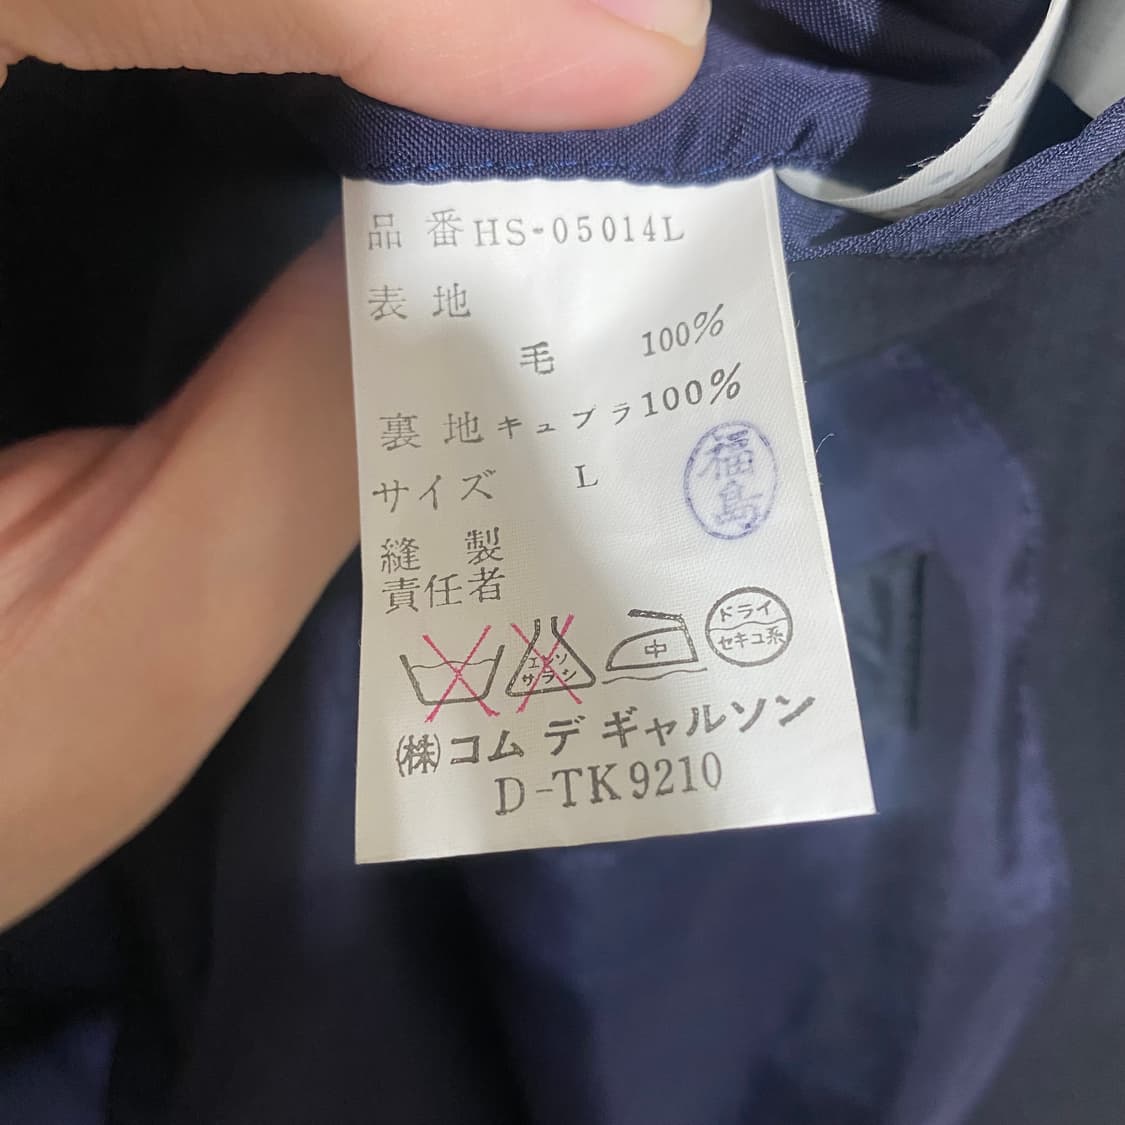 品番 HS-05014L
表地
毛 100%
裏地 キュプラ 100%
サイズ L
福島
縫製
責任者
エンソ
サラシ
中
ドライ
セキユ系
(株)コム デ ギャルソン
D-TK9210